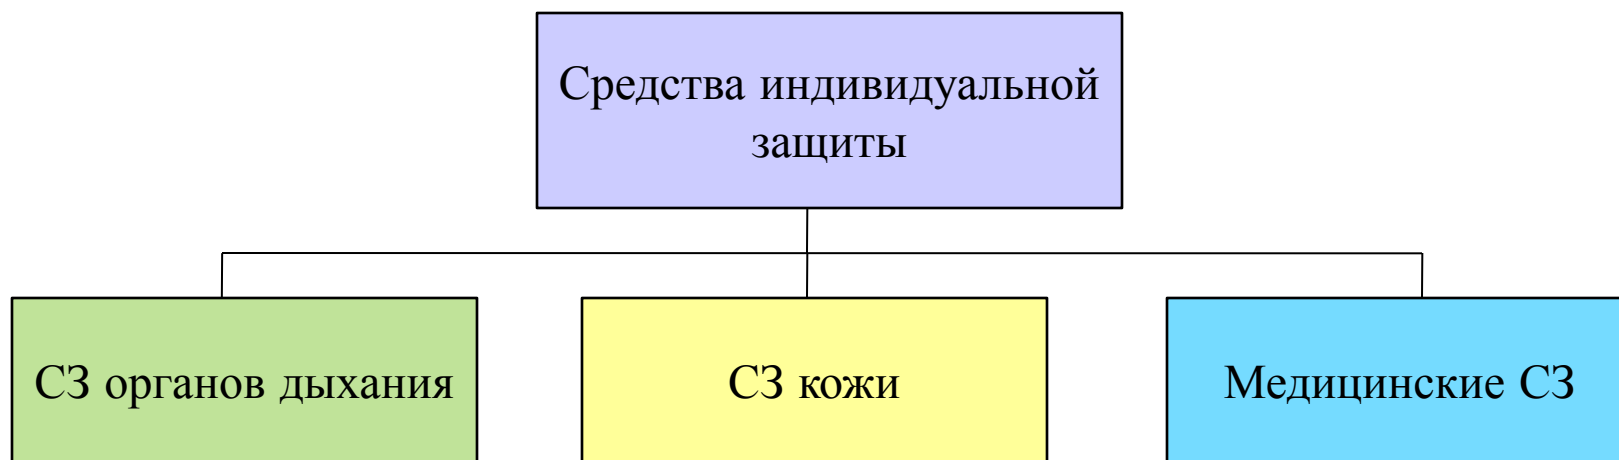 Средства индивидуальной
защиты
СЗ органов дыхания
СЗ кожи
Медицинские СЗ